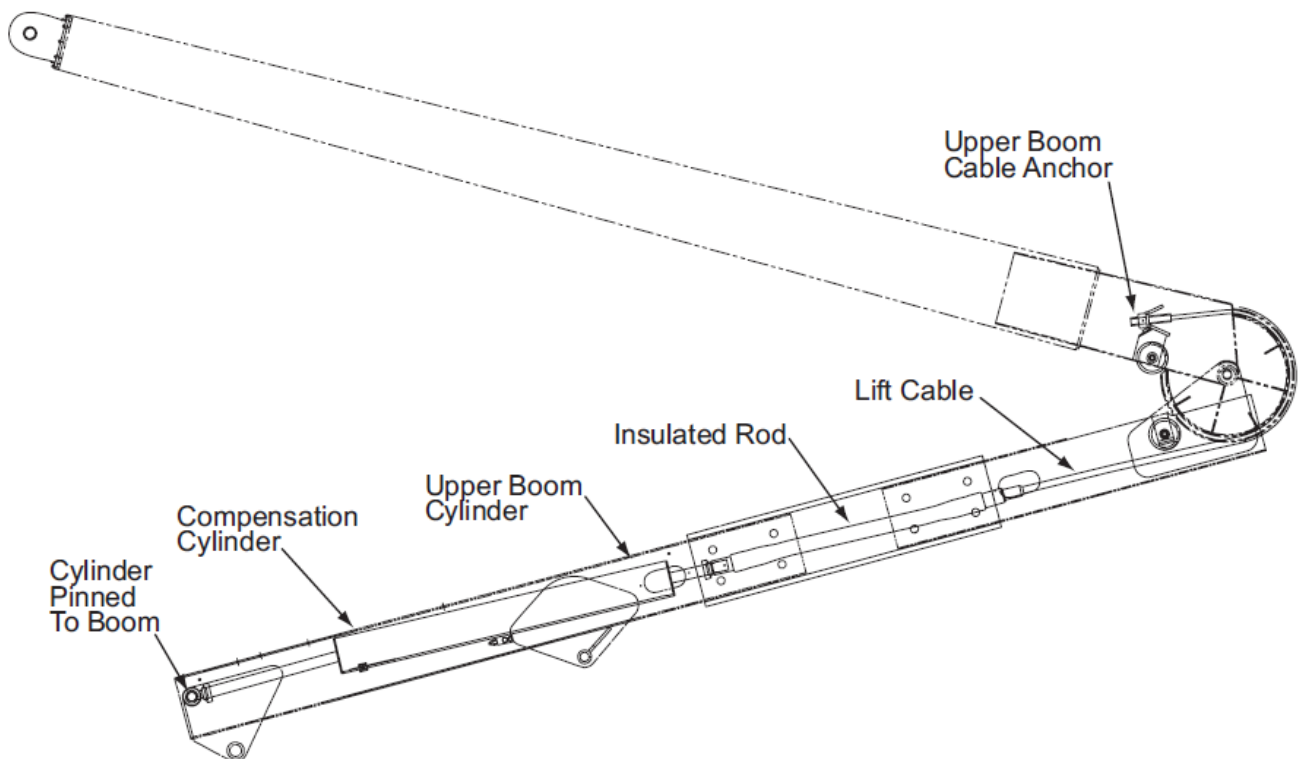 Upper Boom
Cable Anchor
Lift Cable
Insulated Rod
Upper Boom
Cylinder
Compensation
Cylinder
Cylinder
Pinned
To Boom